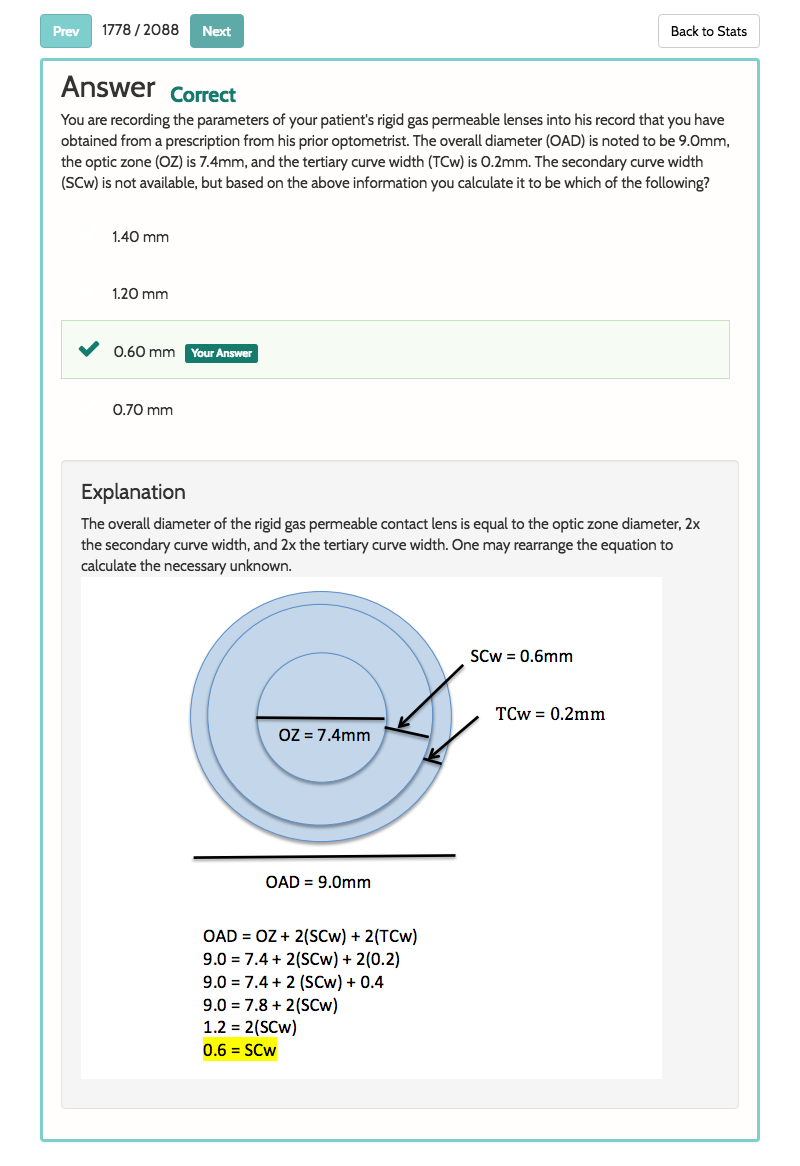 Prev 1778 / 2088 Next Back to Stats
Answer Correct
You are recording the parameters of your patient's rigid gas permeable lenses into his record that you have
obtained from a prescription from his prior optometrist. The overall diameter (OAD) is noted to be 9.0mm,
the optic zone (OZ) is 7.4mm, and the tertiary curve width (TCw) is 0.2mm. The secondary curve width
(SCw) is not available, but based on the above information you calculate it to be which of the following?
1.40 mm
1.20 mm
0.60 mm Your Answer
0.70 mm
Explanation
The overall diameter of the rigid gas permeable contact lens is equal to the optic zone diameter, 2x
the secondary curve width, and 2x the tertiary curve width. One may rearrange the equation to
calculate the necessary unknown.
SCw = 0.6mm
TCw = 0.2mm
OZ = 7.4mm
OAD = 9.0mm
OAD = OZ + 2(SCw) + 2(TCw)
9.0 = 7.4 + 2(SCw) + 2(0.2)
9.0 = 7.4 + 2 (SCw) + 0.4
9.0 = 7.8 + 2(SCw)
1.2 = 2(SCw)
0.6 = SCw